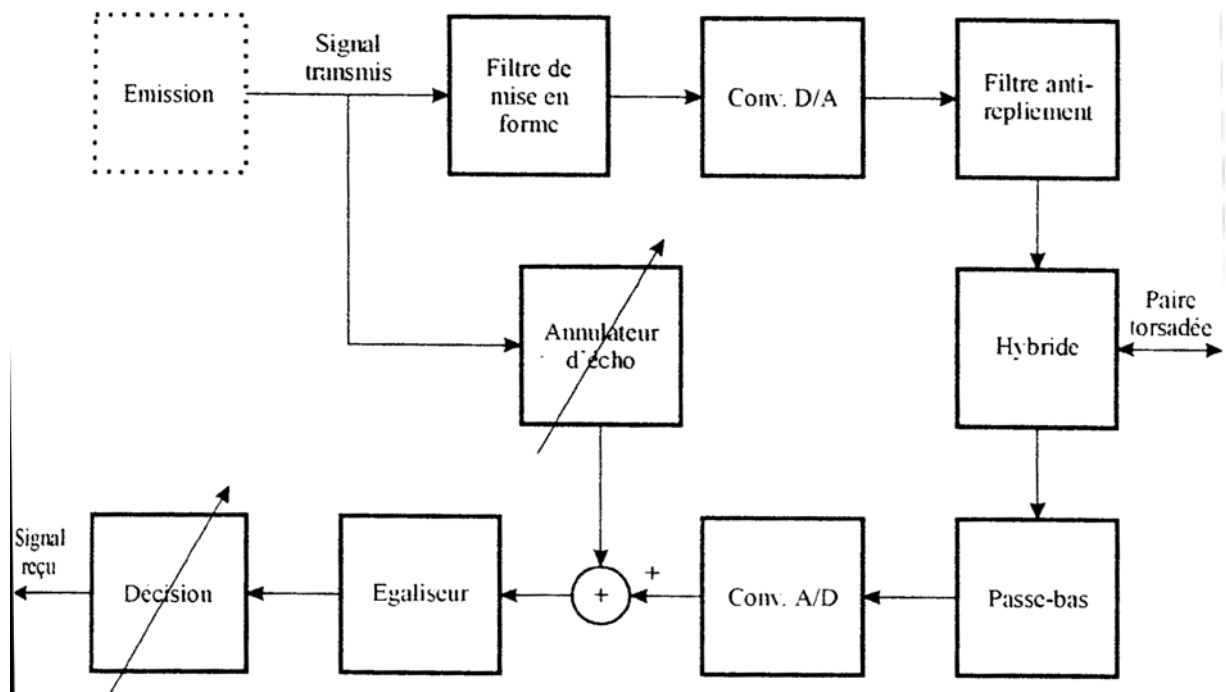 Emission
Signal
transmis
Filtre de
mise en
forme
Conv. D/A
Filtre anti-
repliement
Annulateur
d'écho
Hybride
Paire
torsadée
Signal
reçu
Décision
Egaliseur
+
+
Conv. A/D
Passe-bas